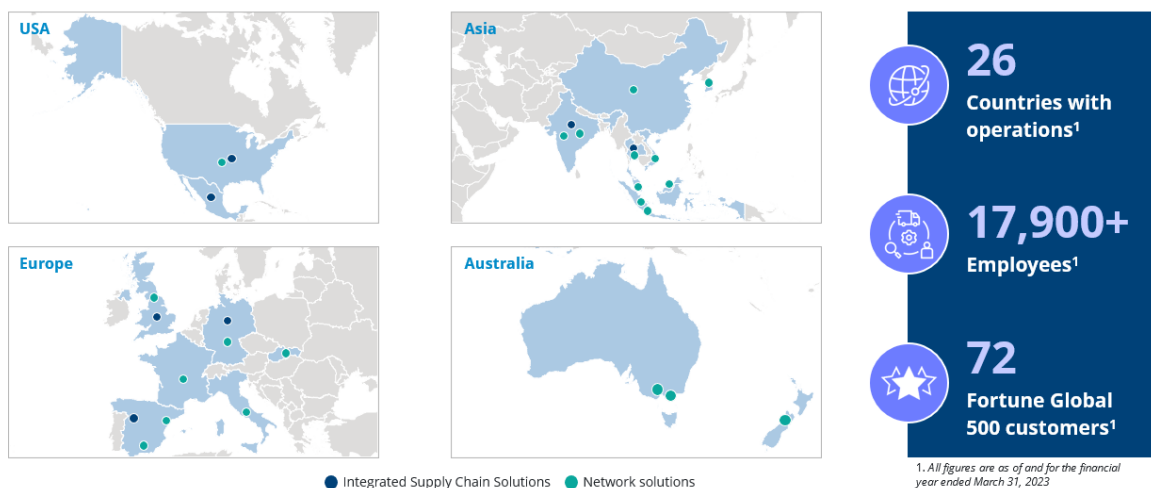 USA
Asia
Europe
Australia
Integrated Supply Chain Solutions
Network solutions
26
Countries with
operations¹
17,900+
Employees¹
72
Fortune Global
500 customers¹
1. All figures are as of and for the financial
year ended March 31, 2023